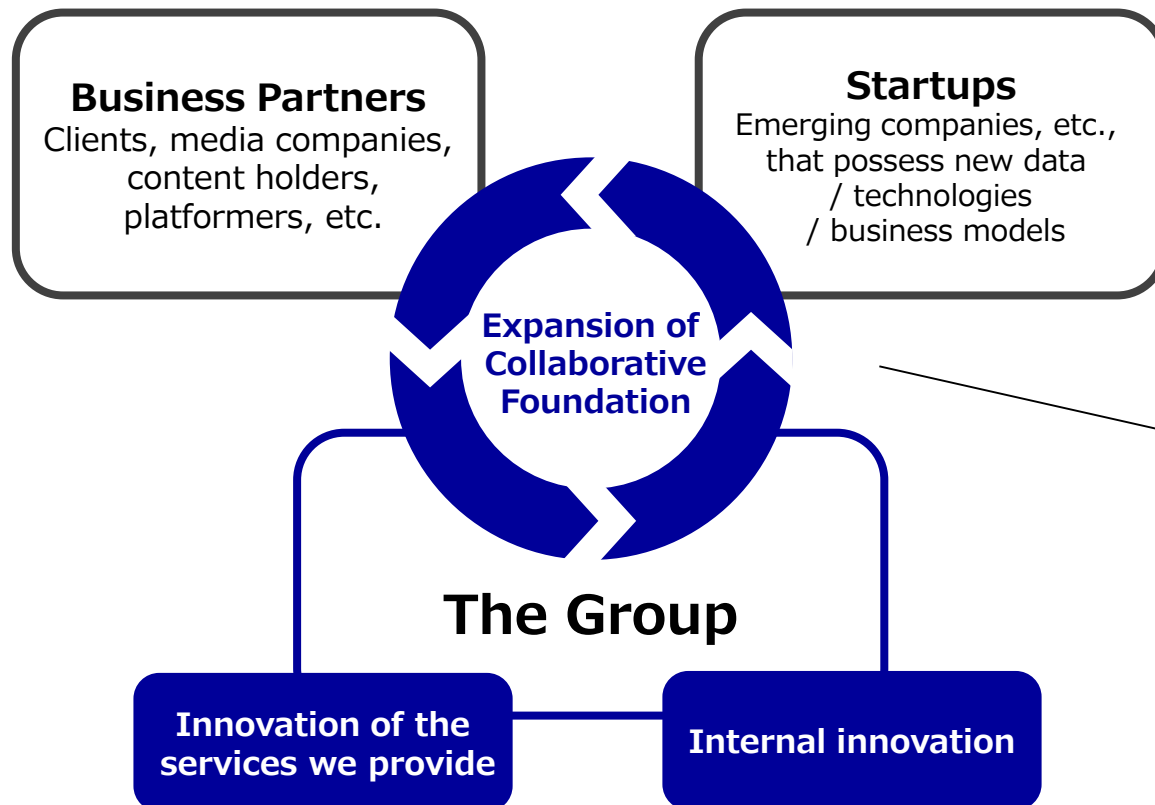 Business Partners
Clients, media companies,
content holders,
platformers, etc.
Startups
Emerging companies, etc.,
that possess new data
/ technologies
/ business models
Expansion of
Collaborative
Foundation
The Group
Innovation of the
services we provide
Internal innovation